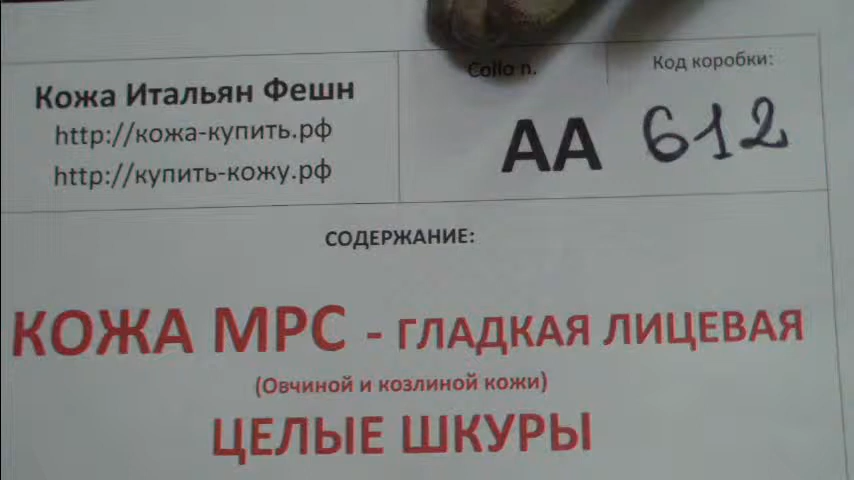 Кожа Итальян Фешн
http://кожа-купить.рф
http://купить-кожу.рф
Collo n.
Код коробки:
АА 612
СОДЕРЖАНИЕ:
КОЖА МРС - ГЛАДКАЯ ЛИЦЕВАЯ
(Овчиной и козлиной кожи)
ЦЕЛЫЕ ШКУРЫ